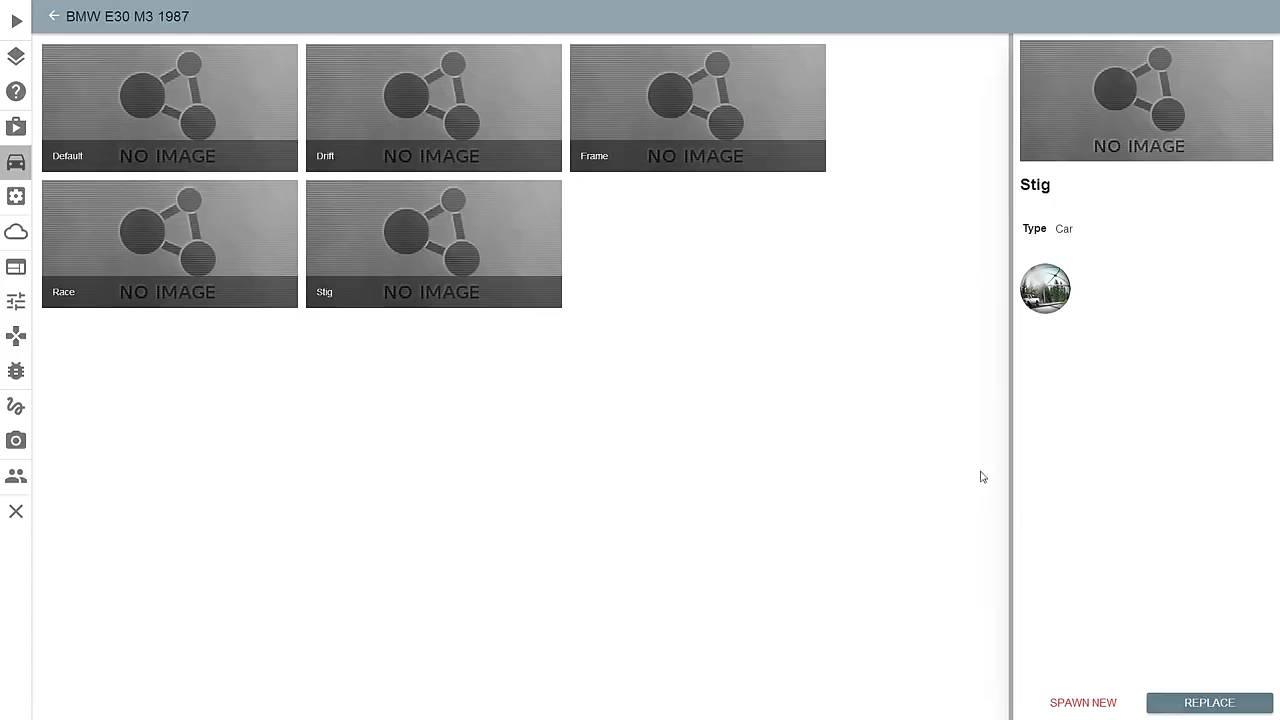 BMW E30 M3 1987
Default NO IMAGE
Drift NO IMAGE
Frame NO IMAGE
Race NO IMAGE
Stig NO IMAGE
NO IMAGE
Stig
Type Car
SPAWN NEW
REPLACE